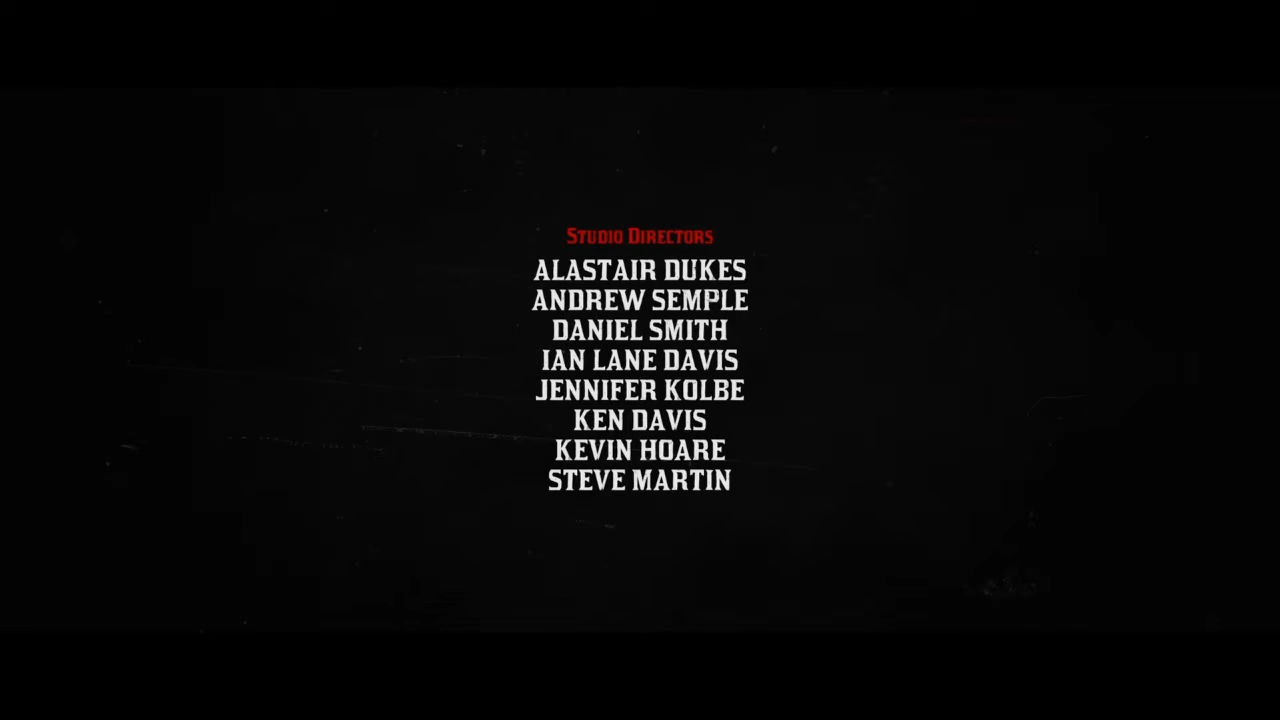 Studio Directors
ALASTAIR DUKES
ANDREW SEMPLE
DANIEL SMITH
IAN LANE DAVIS
JENNIFER KOLBE
KEN DAVIS
KEVIN HOARE
STEVE MARTIN